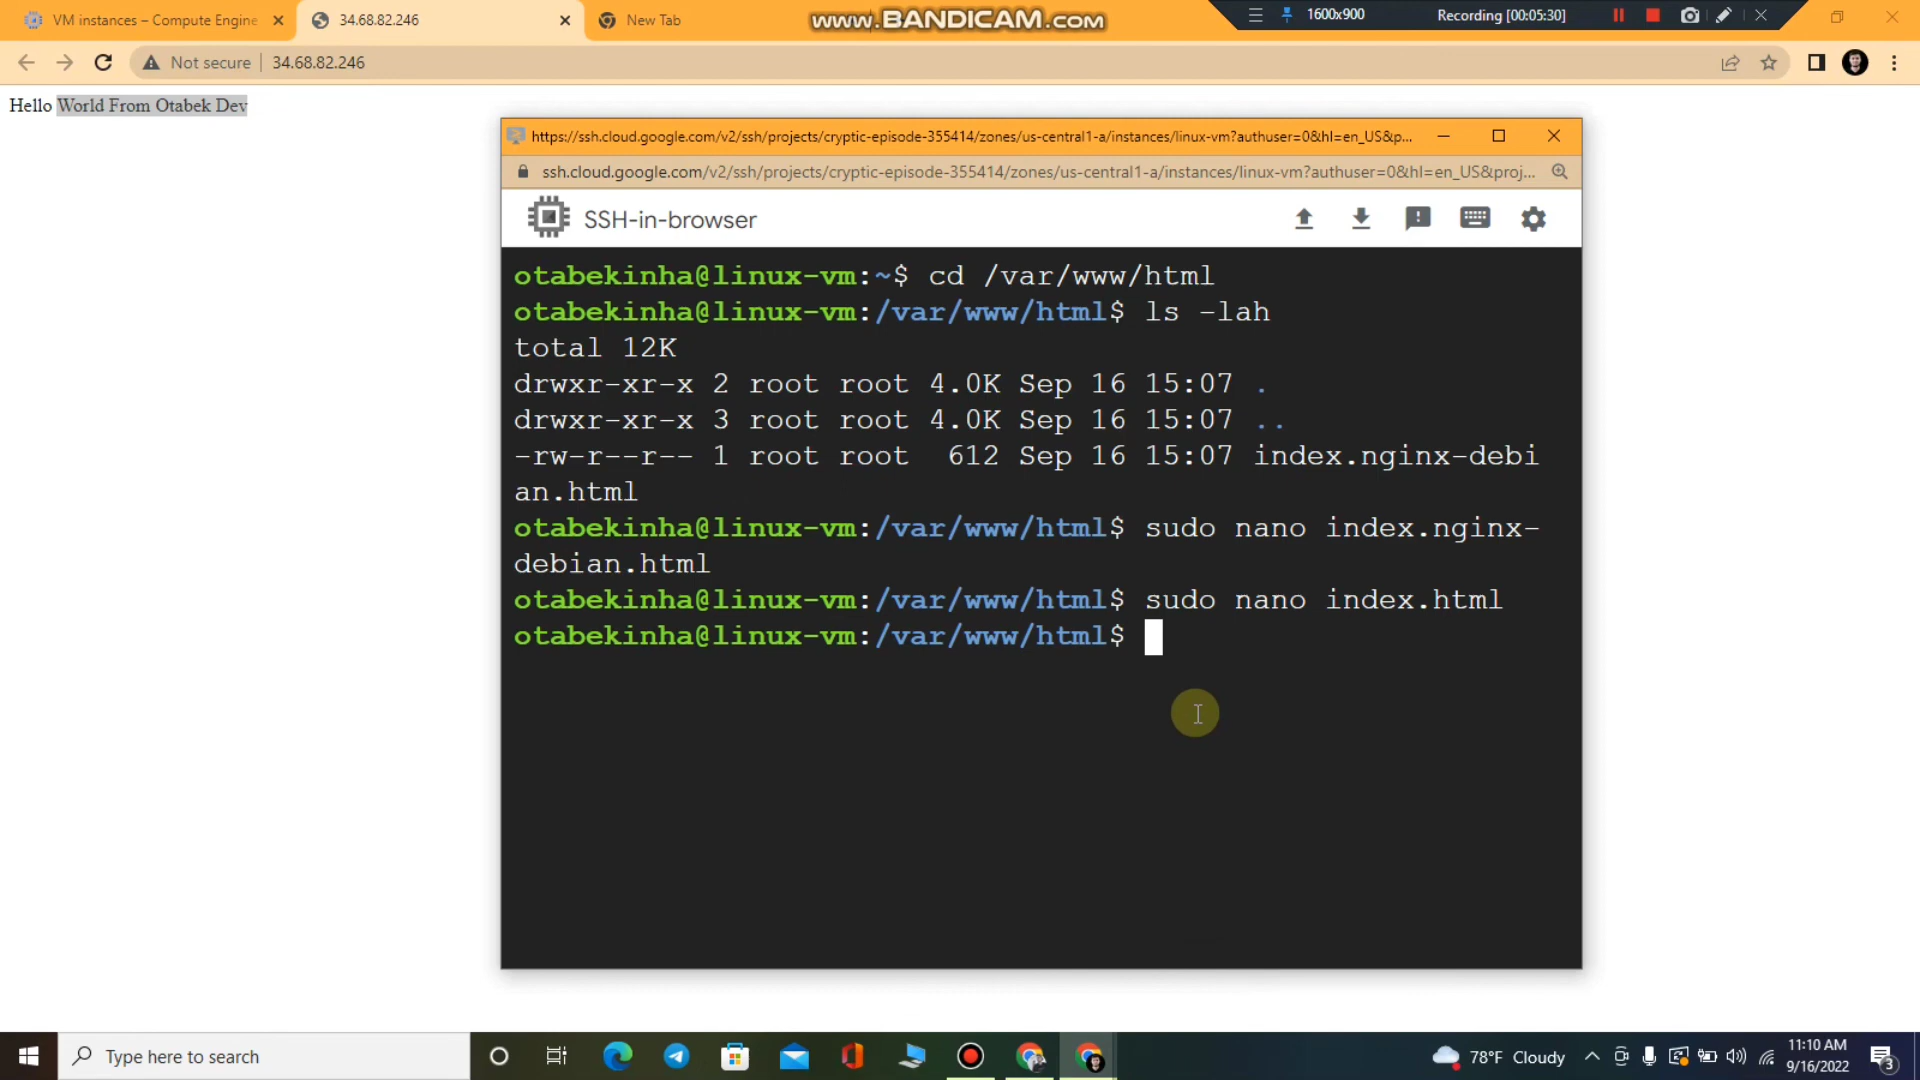 VM instances – Compute Engine
34.68.82.246
New Tab
www.BANDICAM.COM
1600x900
Recording [00:05:30]
Not secure
34.68.82.246
Hello World From Otabek Dev
https://ssh.cloud.google.com/v2/ssh/projects/cryptic-episode-355414/zones/us-central1-a/instances/linux-vm?authuser=0&hl=en_US&p...
ssh.cloud.google.com/v2/ssh/projects/cryptic-episode-355414/zones/us-central1-a/instances/linux-vm?authuser=0&hl=en_US&proj...
SSH-in-browser
otabekinha@linux-vm:~$ cd /var/www/html
otabekinha@linux-vm:/var/www/html$ ls -lah
total 12K
drwxr-xr-x 2 root root 4.0K Sep 16 15:07 .
drwxr-xr-x 3 root root 4.0K Sep 16 15:07 ..
-rw-r--r-- 1 root root  612 Sep 16 15:07 index.nginx-debi
an.html
otabekinha@linux-vm:/var/www/html$ sudo nano index.nginx-
debian.html
otabekinha@linux-vm:/var/www/html$ sudo nano index.html
otabekinha@linux-vm:/var/www/html$
Type here to search
78°F Cloudy
11:10 AM
9/16/2022
3